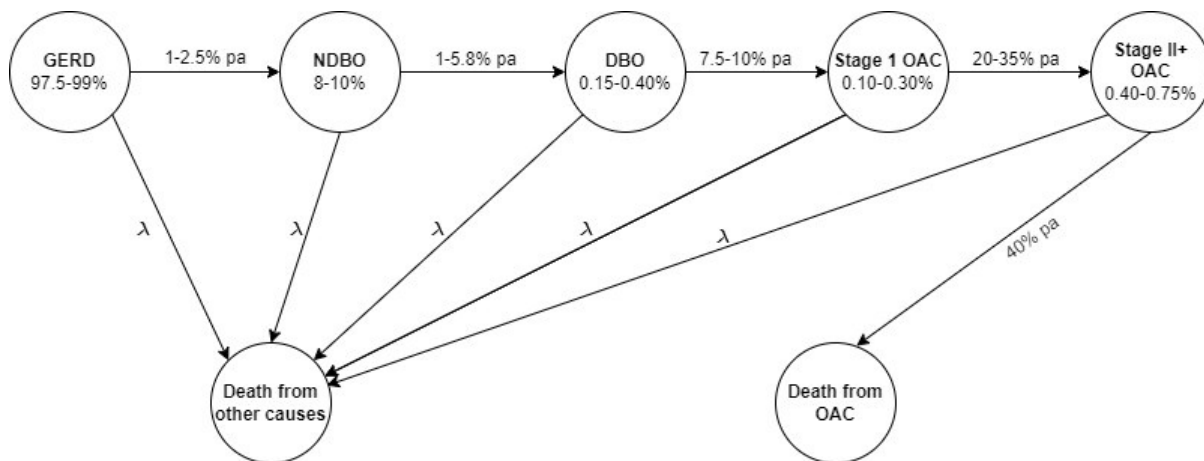 GERD
97.5-99%
1-2.5% pa
NDBO
8-10%
1-5.8% pa
DBO
0.15-0.40%
7.5-10% pa
Stage 1 OAC
0.10-0.30%
20-35% pa
Stage II+
OAC
0.40-0.75%
λ
λ
λ
λ
λ
40% pa
Death from
other causes
Death from
OAC